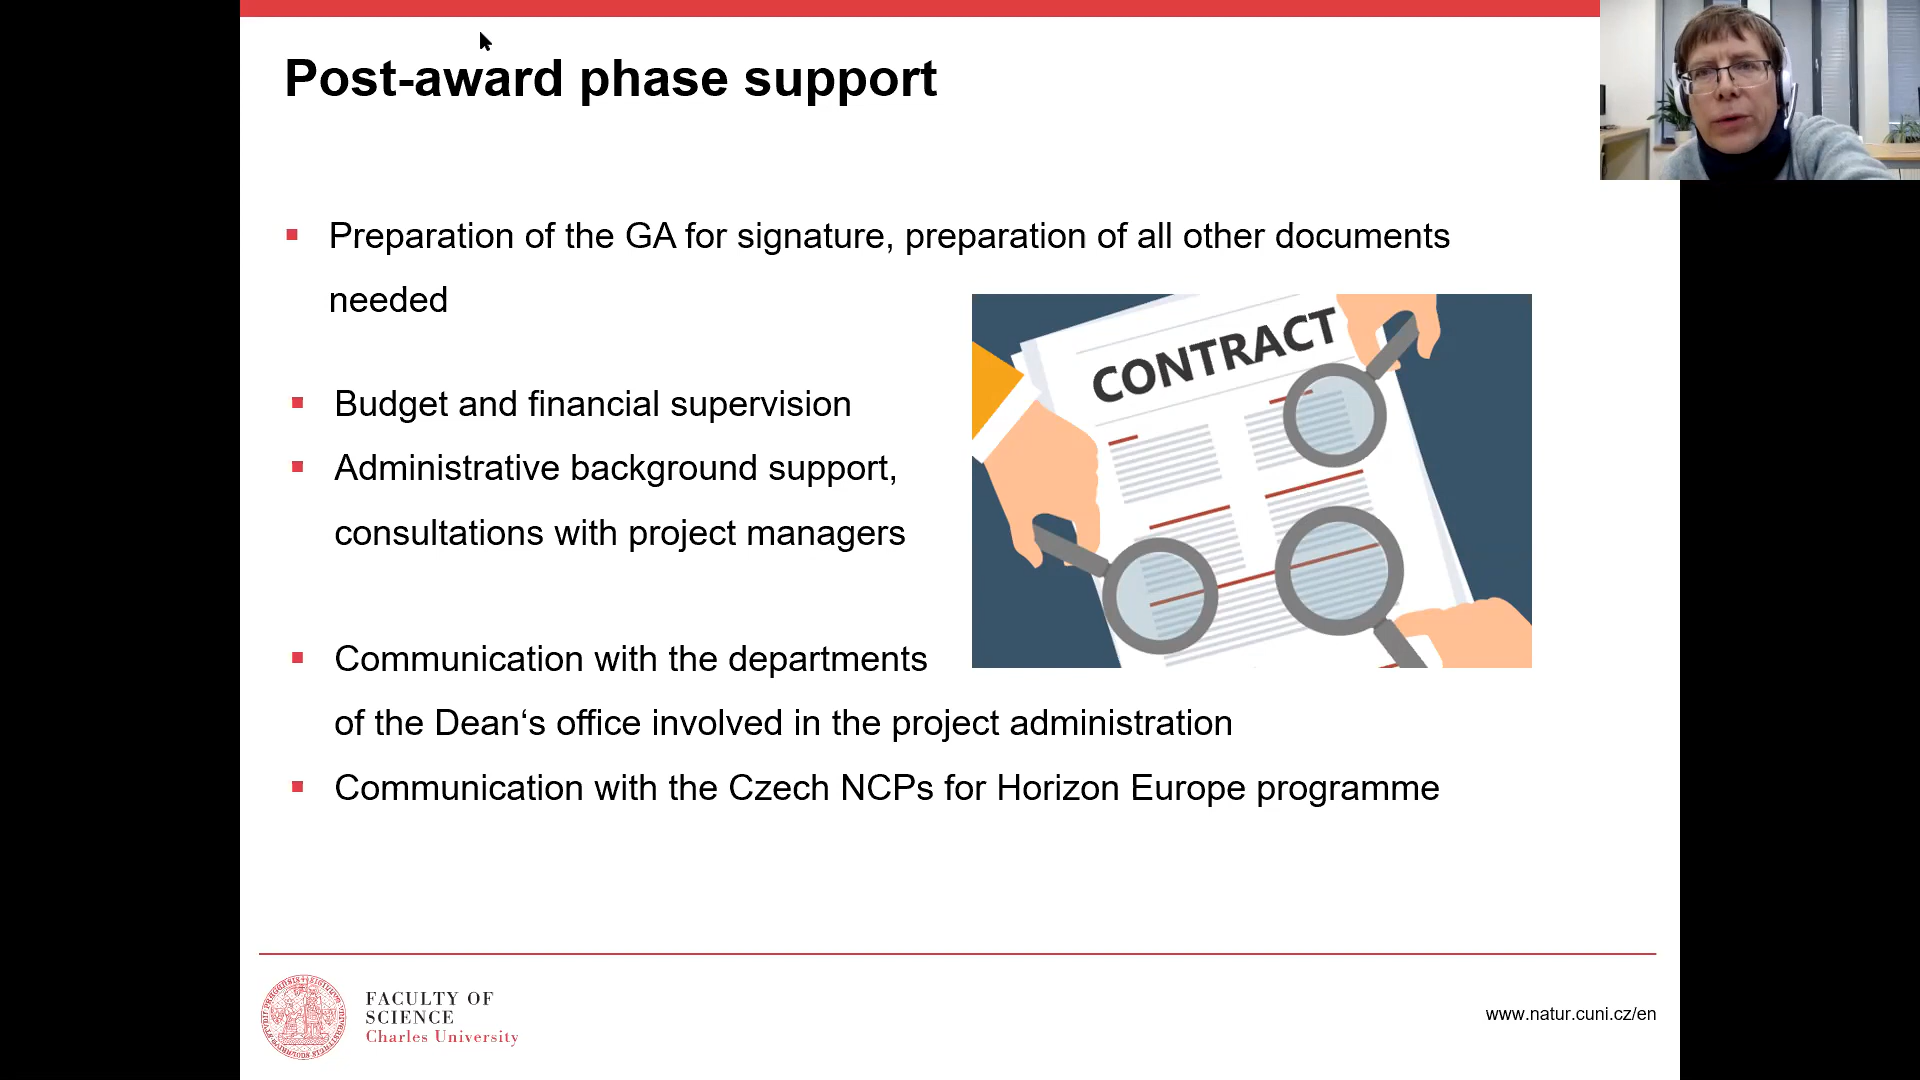 Post-award phase support
Preparation of the GA for signature, preparation of all other documents
needed
CONTRACT
Budget and financial supervision
Administrative background support,
consultations with project managers
Communication with the departments
of the Dean‘s office involved in the project administration
Communication with the Czech NCPs for Horizon Europe programme
FACULTY OF
SCIENCE
Charles University
www.natur.cuni.cz/en